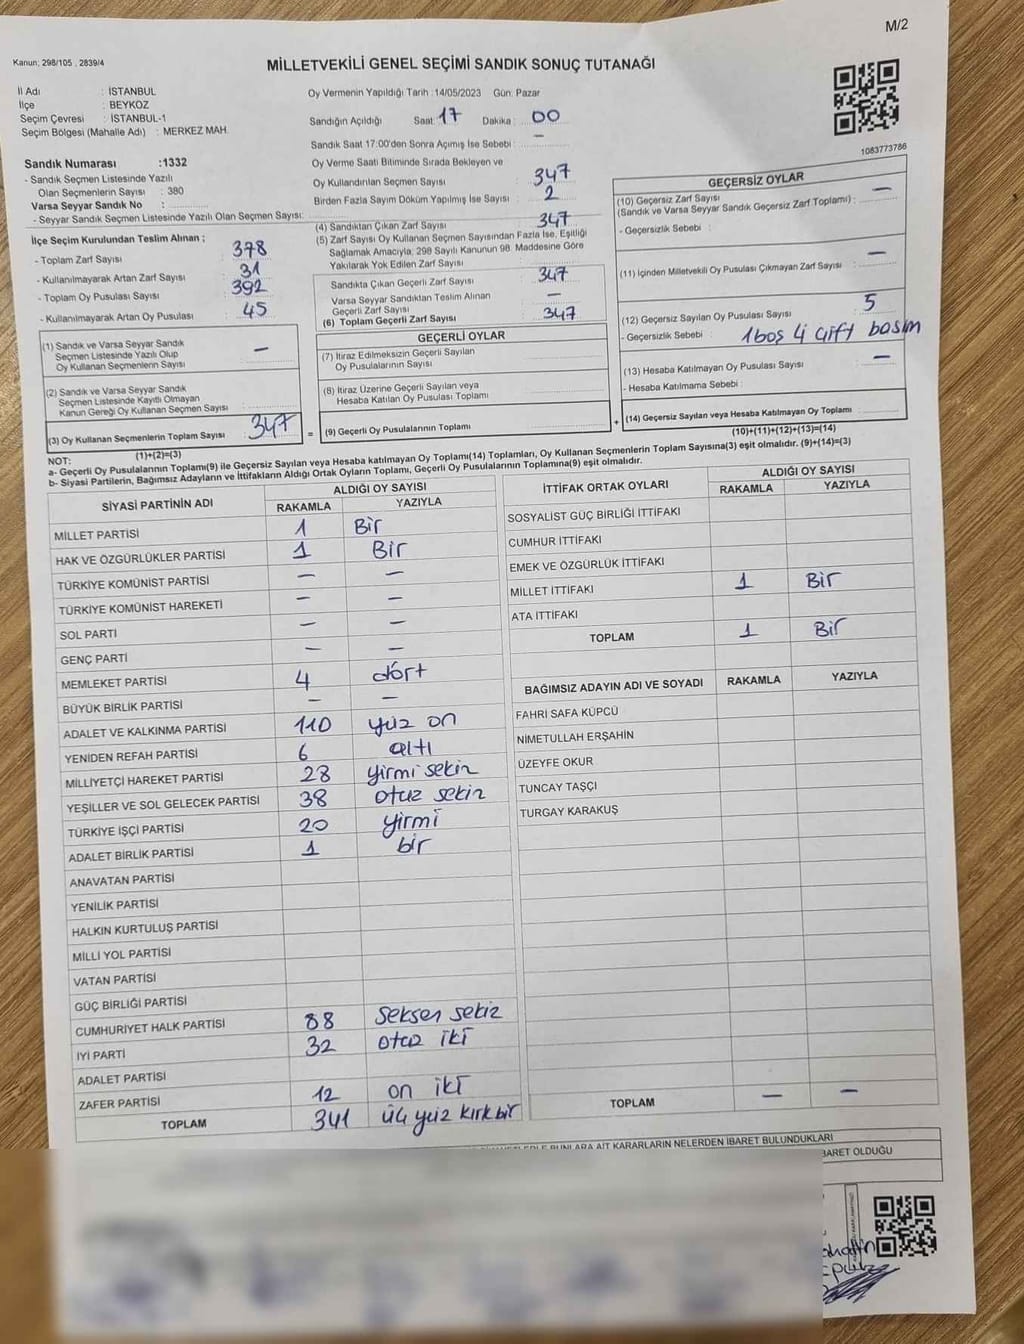 M/2
Kanun: 298/105 , 2839/4
MİLLETVEKİLİ GENEL SEÇİMİ SANDIK SONUÇ TUTANAĞI
İl Adı : İSTANBUL
İlçe : BEYKOZ
Seçim Çevresi : İSTANBUL-1
Seçim Bölgesi (Mahalle Adı) : MERKEZ MAH.
Oy Vermenin Yapıldığı Tarih : 14/05/2023 Gün: Pazar
Sandığın Açıldığı Saat: 17 Dakika : 00
Sandık Saat 17:00'den Sonra Açımış İse Sebebi : —
Sandık Numarası :1332
- Sandık Seçmen Listesinde Yazılı
Olan Seçmenlerin Sayısı : 380
Varsa Seyyar Sandık No :
- Seyyar Sandık Seçmen Listesinde Yazılı Olan Seçmen Sayısı:
Oy Verme Saati Bitiminde Sırada Bekleyen ve
Oy Kullandırılan Seçmen Sayısı : 347
Birden Fazla Sayım Döküm Yapılmış İse Sayısı : 2
1083773786
İlçe Seçim Kurulundan Teslim Alınan ;
- Toplam Zarf Sayısı : 378
- Kullanılmayarak Artan Zarf Sayısı : 31
- Toplam Oy Pusulası Sayısı : 392
- Kullanılmayarak Artan Oy Pusulası : 45
(1) Sandık ve Varsa Seyyar Sandık
Seçmen Listesinde Yazılı Olup
Oy Kullanan Seçmenlerin Sayısı : —
(2) Sandık ve Varsa Seyyar Sandık
Seçmen Listesinde Kayıtlı Olmayan
Kanun Gereği Oy Kullanan Seçmen Sayısı :
(3) Oy Kullanan Seçmenlerin Toplam Sayısı : 347
(1)+(2)=(3)
(4) Sandıktan Çıkan Zarf Sayısı : 347
(5) Zarf Sayısı Oy Kullanan Seçmen Sayısından Fazla İse, Eşitliği
Sağlamak Amacıyla, 298 Sayılı Kanunun 98. Maddesine Göre
Yakılarak Yok Edilen Zarf Sayısı :
Sandıkta Çıkan Geçerli Zarf Sayısı : 347
Varsa Seyyar Sandıktan Teslim Alınan
Geçerli Zarf Sayısı : —
(6) Toplam Geçerli Zarf Sayısı : 347
GEÇERLİ OYLAR
(7) İtiraz Edilmeksizin Geçerli Sayılan
Oy Pusulalarının Sayısı :
(8) İtiraz Üzerine Geçerli Sayılan veya
Hesaba Katılan Oy Pusulası Toplamı :
= (9) Geçerli Oy Pusulalarının Toplamı :
GEÇERSİZ OYLAR
(10) Geçersiz Zarf Sayısı —
(Sandık ve Varsa Seyyar Sandık Geçersiz Zarf Toplamı) :
- Geçersizlik Sebebi :
(11) İçinden Milletvekili Oy Pusulası Çıkmayan Zarf Sayısı : —
(12) Geçersiz Sayılan Oy Pusulası Sayısı : 5
- Geçersizlik Sebebi : 1 boş 4 çift basım
(13) Hesaba Katılmayan Oy Pusulası Sayısı : —
- Hesaba Katılmama Sebebi :
+ (14) Geçersiz Sayılan veya Hesaba Katılmayan Oy Toplamı :
(10)+(11)+(12)+(13)=(14)
NOT:
a- Geçerli Oy Pusulalarının Toplamı(9) ile Geçersiz Sayılan veya Hesaba katılmayan Oy Toplamı(14) Toplamları, Oy Kullanan Seçmenlerin Toplam Sayısına(3) eşit olmalıdır. (9)+(14)=(3)
b- Siyasi Partilerin, Bağımsız Adayların ve İttifakların Aldığı Ortak Oyların Toplamı, Geçerli Oy Pusulalarının Toplamına(9) eşit olmalıdır.
SİYASİ PARTİNİN ADI ALDIĞI OY SAYISI
RAKAMLA YAZIYLA
MİLLET PARTİSİ 1 Bir
HAK VE ÖZGÜRLÜKLER PARTİSİ 1 Bir
TÜRKİYE KOMÜNİST PARTİSİ — —
TÜRKİYE KOMÜNİST HAREKETİ — —
SOL PARTİ — —
GENÇ PARTİ — —
MEMLEKET PARTİSİ 4 dört
BÜYÜK BİRLİK PARTİSİ — —
ADALET VE KALKINMA PARTİSİ 110 yüz on
YENİDEN REFAH PARTİSİ 6 altı
MİLLİYETÇİ HAREKET PARTİSİ 28 yirmi sekiz
YEŞİLLER VE SOL GELECEK PARTİSİ 38 otuz sekiz
TÜRKİYE İŞÇİ PARTİSİ 20 yirmi
ADALET BİRLİK PARTİSİ 1 bir
ANAVATAN PARTİSİ
YENİLİK PARTİSİ
HALKIN KURTULUŞ PARTİSİ
MİLLİ YOL PARTİSİ
VATAN PARTİSİ
GÜÇ BİRLİĞİ PARTİSİ
CUMHURİYET HALK PARTİSİ 88 Seksen sekiz
İYİ PARTİ 32 otuz iki
ADALET PARTİSİ
ZAFER PARTİSİ 12 on iki
TOPLAM 341 üç yüz kırk bir
İTTİFAK ORTAK OYLARI ALDIĞI OY SAYISI
RAKAMLA YAZIYLA
SOSYALİST GÜÇ BİRLİĞİ İTTİFAKI
CUMHUR İTTİFAKI
EMEK VE ÖZGÜRLÜK İTTİFAKI
MİLLET İTTİFAKI 1 Bir
ATA İTTİFAKI
TOPLAM 1 Bir
BAĞIMSIZ ADAYIN ADI VE SOYADI RAKAMLA YAZIYLA
FAHRİ SAFA KÜPCÜ
NİMETULLAH ERŞAHİN
ÜZEYFE OKUR
TUNCAY TAŞÇI
TURGAY KARAKUŞ
TOPLAM — —
BUNLARA AİT KARARLARIN NELERDEN İBARET BULUNDUKLARI
İBARET OLDUĞU